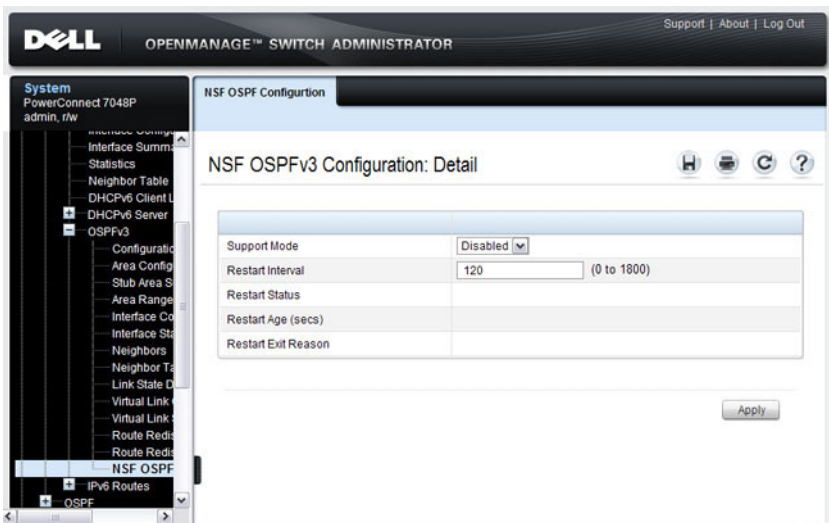 Support | About | Log Out
DELL OPENMANAGE™ SWITCH ADMINISTRATOR
System
PowerConnect 7048P
admin, r/w
NSF OSPF Configurtion
Interface Summa
Statistics
Neighbor Table
DHCPv6 Client L
DHCPv6 Server
OSPFv3
Configuratio
Area Config
Stub Area S
Area Range
Interface Co
Interface Sta
Neighbors
Neighbor Ta
Link State D
Virtual Link
Virtual Link
Route Redis
Route Redis
NSF OSPF
IPv6 Routes
OSPF
NSF OSPFv3 Configuration: Detail
Support Mode Disabled
Restart Interval 120 (0 to 1800)
Restart Status
Restart Age (secs)
Restart Exit Reason
Apply